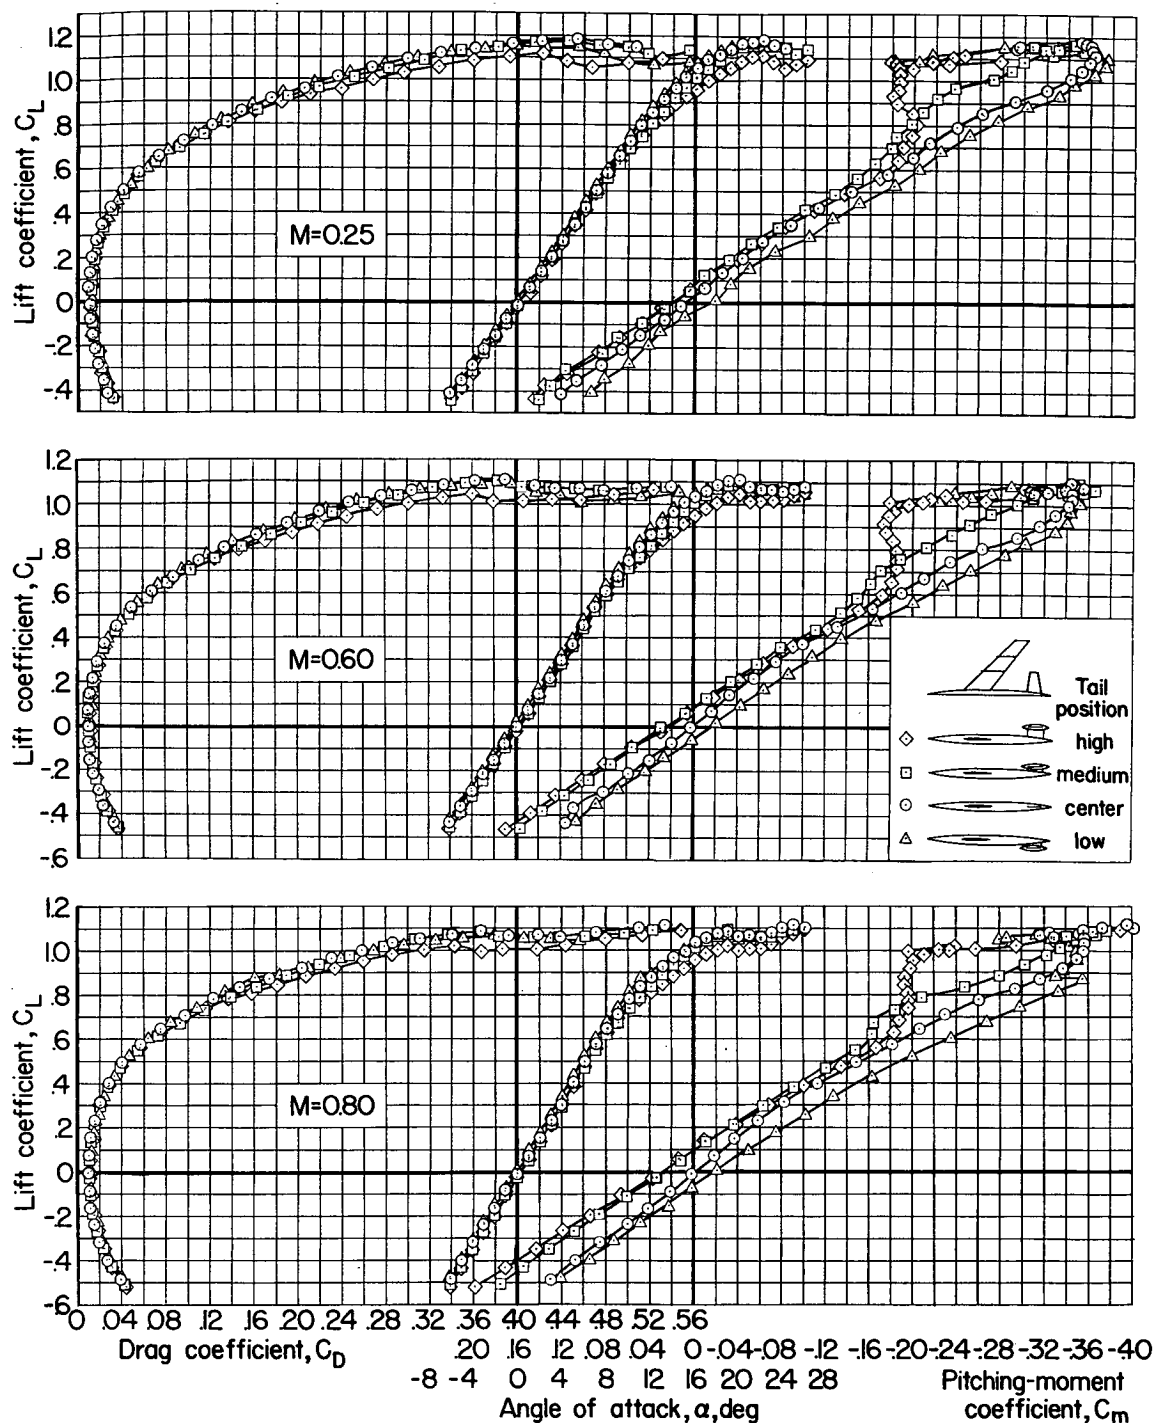 1.2
1.0
.8
.6
.4
.2
0
-.2
-.4
Lift coefficient, C_L
M=0.25
1.2
1.0
.8
.6
.4
.2
0
-.2
-.4
-.6
Lift coefficient, C_L
M=0.60
Tail
position
high
medium
center
low
1.2
1.0
.8
.6
.4
.2
0
-.2
-.4
-.6
Lift coefficient, C_L
M=0.80
0 .04 .08 .12 .16 .20 .24 .28 .32 .36 .40 .44 .48 .52 .56
Drag coefficient, C_D
.20 .16 .12 .08 .04 0 -.04 -.08 -.12 -.16 -.20 -.24 -.28 -.32 -.36 -.40
-8 -4 0 4 8 12 16 20 24 28
Pitching-moment
coefficient, C_m
Angle of attack, α, deg